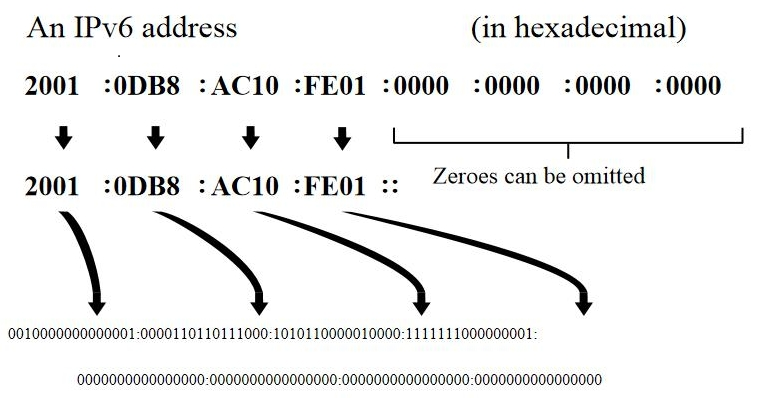 An IPv6 address (in hexadecimal)
2001 :0DB8 :AC10 :FE01 :0000 :0000 :0000 :0000
2001 :0DB8 :AC10 :FE01 :: Zeroes can be omitted
0010000000000001:0000110110111000:1010110000010000:1111111000000001:
0000000000000000:0000000000000000:0000000000000000:0000000000000000